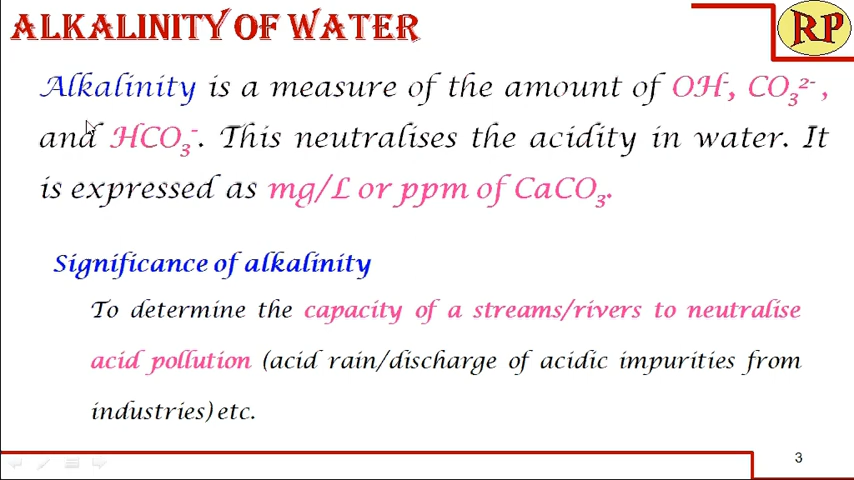 ALKALINITY OF WATER
RP
Alkalinity is a measure of the amount of OH⁻, CO₃²⁻ ,
and HCO₃⁻. This neutralises the acidity in water. It
is expressed as mg/L or ppm of CaCO₃.
Significance of alkalinity
To determine the capacity of a streams/rivers to neutralise
acid pollution (acid rain/discharge of acidic impurities from
industries) etc.
3